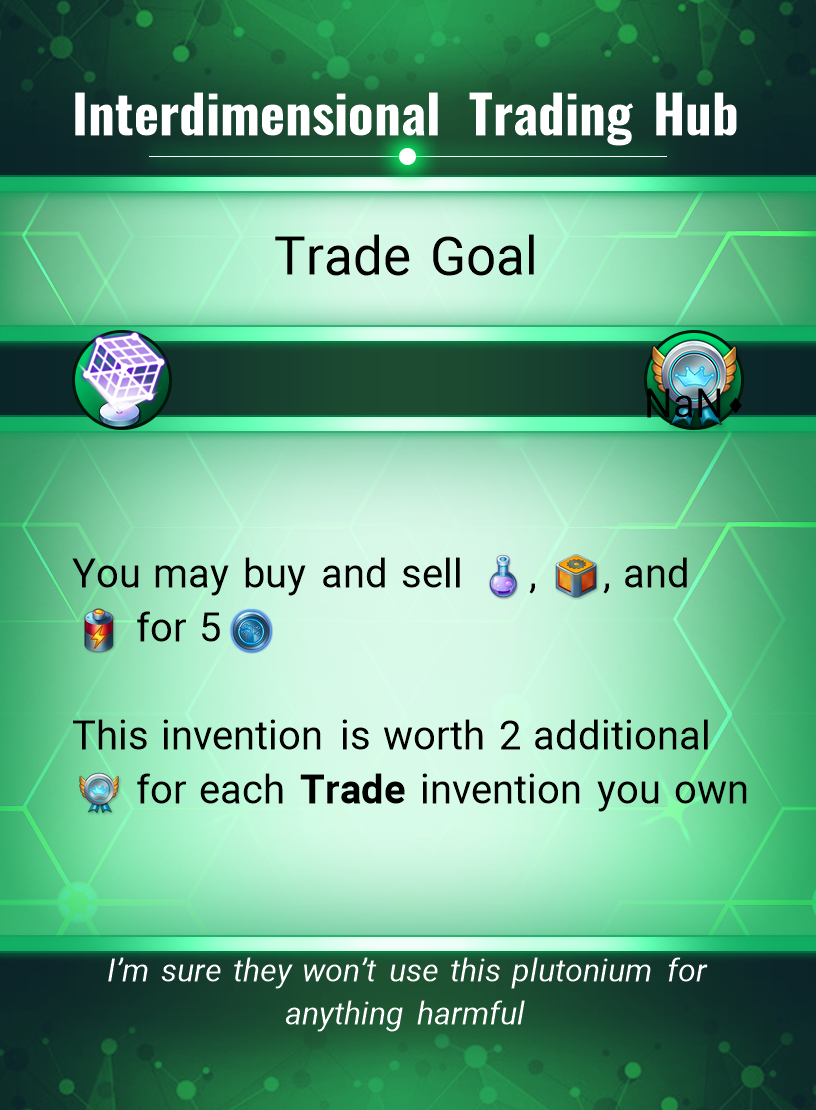 Interdimensional Trading Hub
Trade Goal
NaN♦
You may buy and sell , , and
for 5
This invention is worth 2 additional
for each Trade invention you own
I’m sure they won’t use this plutonium for
anything harmful